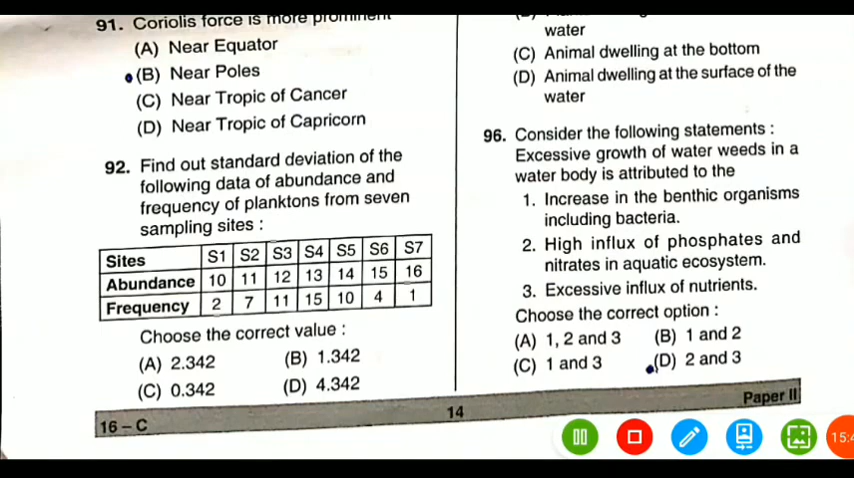 91. Coriolis force is more prominent
(A) Near Equator
(B) Near Poles
(C) Near Tropic of Cancer
(D) Near Tropic of Capricorn
92. Find out standard deviation of the
following data of abundance and
frequency of planktons from seven
sampling sites :
Sites S1 S2 S3 S4 S5 S6 S7
Abundance 10 11 12 13 14 15 16
Frequency 2 7 11 15 10 4 1
Choose the correct value :
(A) 2.342 (B) 1.342
(C) 0.342 (D) 4.342
16 – C
water
(C) Animal dwelling at the bottom
(D) Animal dwelling at the surface of the
water
96. Consider the following statements :
Excessive growth of water weeds in a
water body is attributed to the
1. Increase in the benthic organisms
including bacteria.
2. High influx of phosphates and
nitrates in aquatic ecosystem.
3. Excessive influx of nutrients.
Choose the correct option :
(A) 1, 2 and 3 (B) 1 and 2
(C) 1 and 3 (D) 2 and 3
14
Paper II